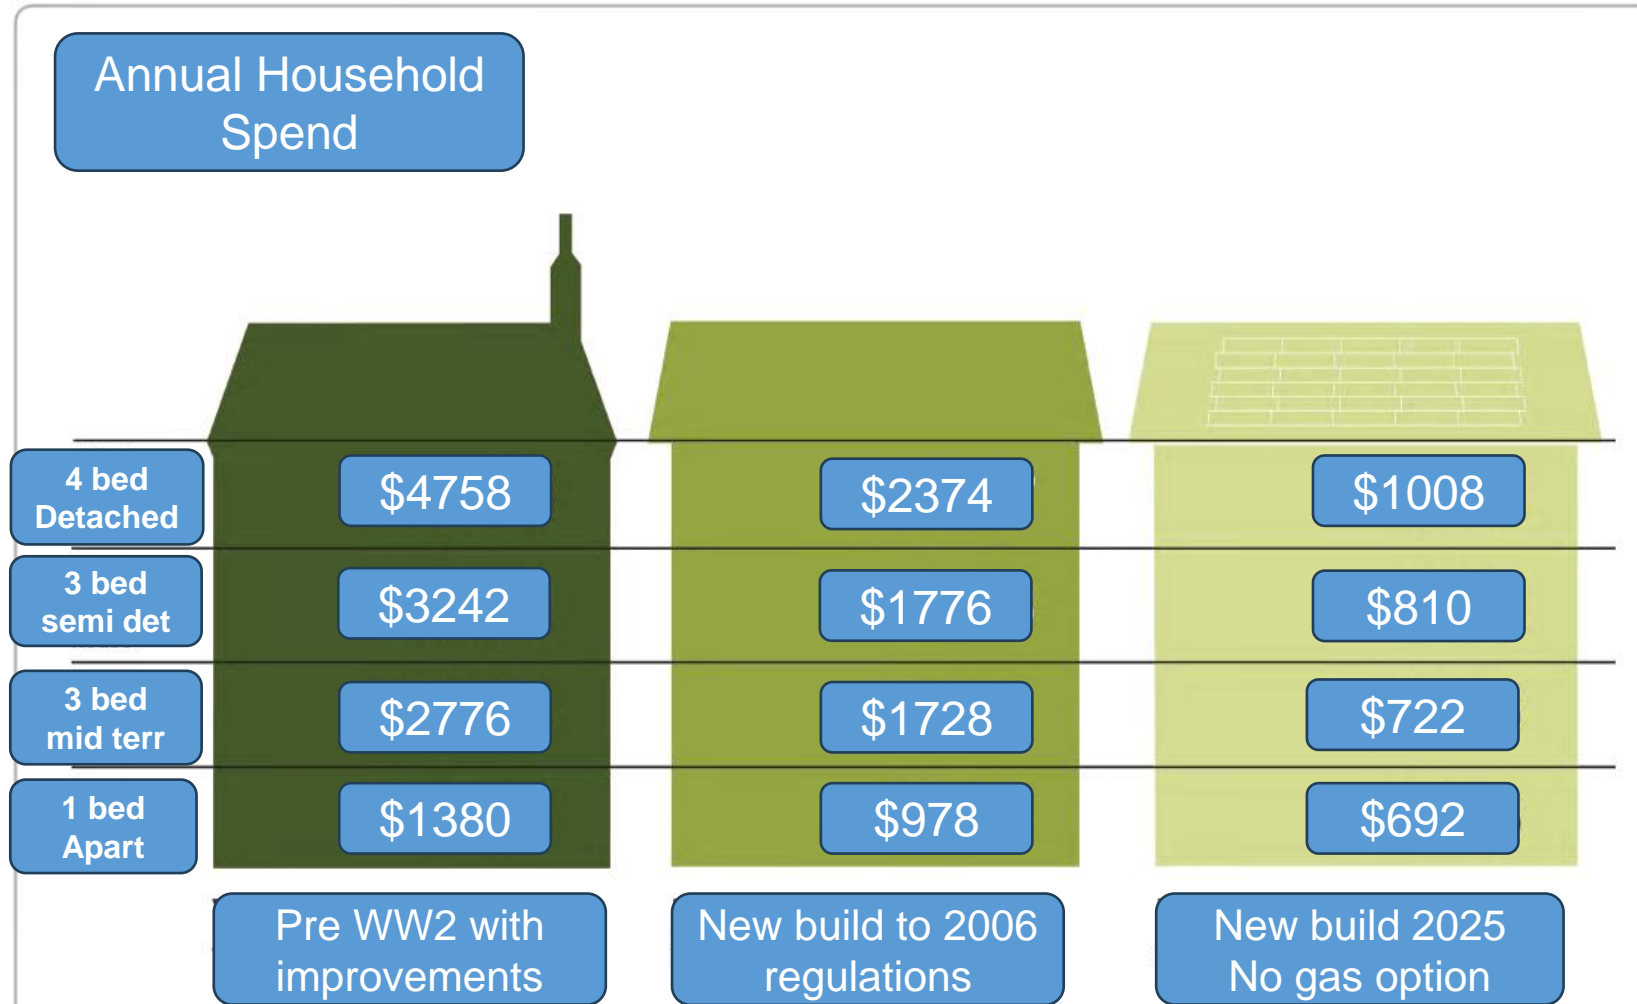 Annual Household
Spend
4 bed
Detached
$4758
$2374
$1008
3 bed
semi det
$3242
$1776
$810
3 bed
mid terr
$2776
$1728
$722
1 bed
Apart
$1380
$978
$692
Pre WW2 with
improvements
New build to 2006
regulations
New build 2025
No gas option